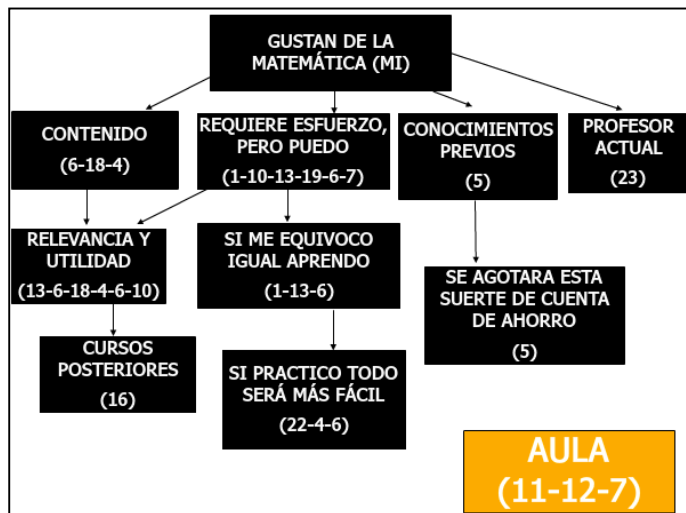 GUSTAN DE LA
MATEMÁTICA (MI)
CONTENIDO
(6-18-4)
REQUIERE ESFUERZO,
PERO PUEDO
(1-10-13-19-6-7)
CONOCIMIENTOS
PREVIOS
(5)
PROFESOR
ACTUAL
(23)
RELEVANCIA Y
UTILIDAD
(13-6-18-4-6-10)
SI ME EQUIVOCO
IGUAL APRENDO
(1-13-6)
SE AGOTARA ESTA
SUERTE DE CUENTA
DE AHORRO
(5)
CURSOS
POSTERIORES
(16)
SI PRACTICO TODO
SERÁ MÁS FÁCIL
(22-4-6)
AULA
(11-12-7)